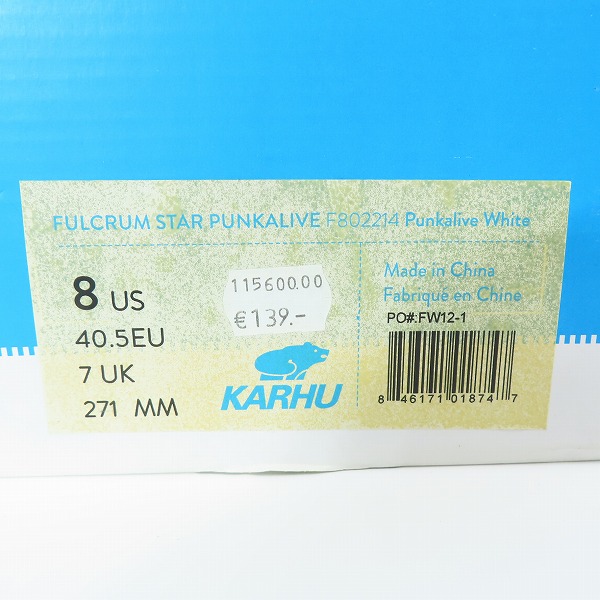 FULCRUM STAR PUNKALIVE F802214 Punkalive White
8 US
40.5EU
7 UK
271 MM
115600.00
€139.-
KARHU
Made in China
Fabriqué en Chine
PO#:FW12-1
8 46171 01874 7